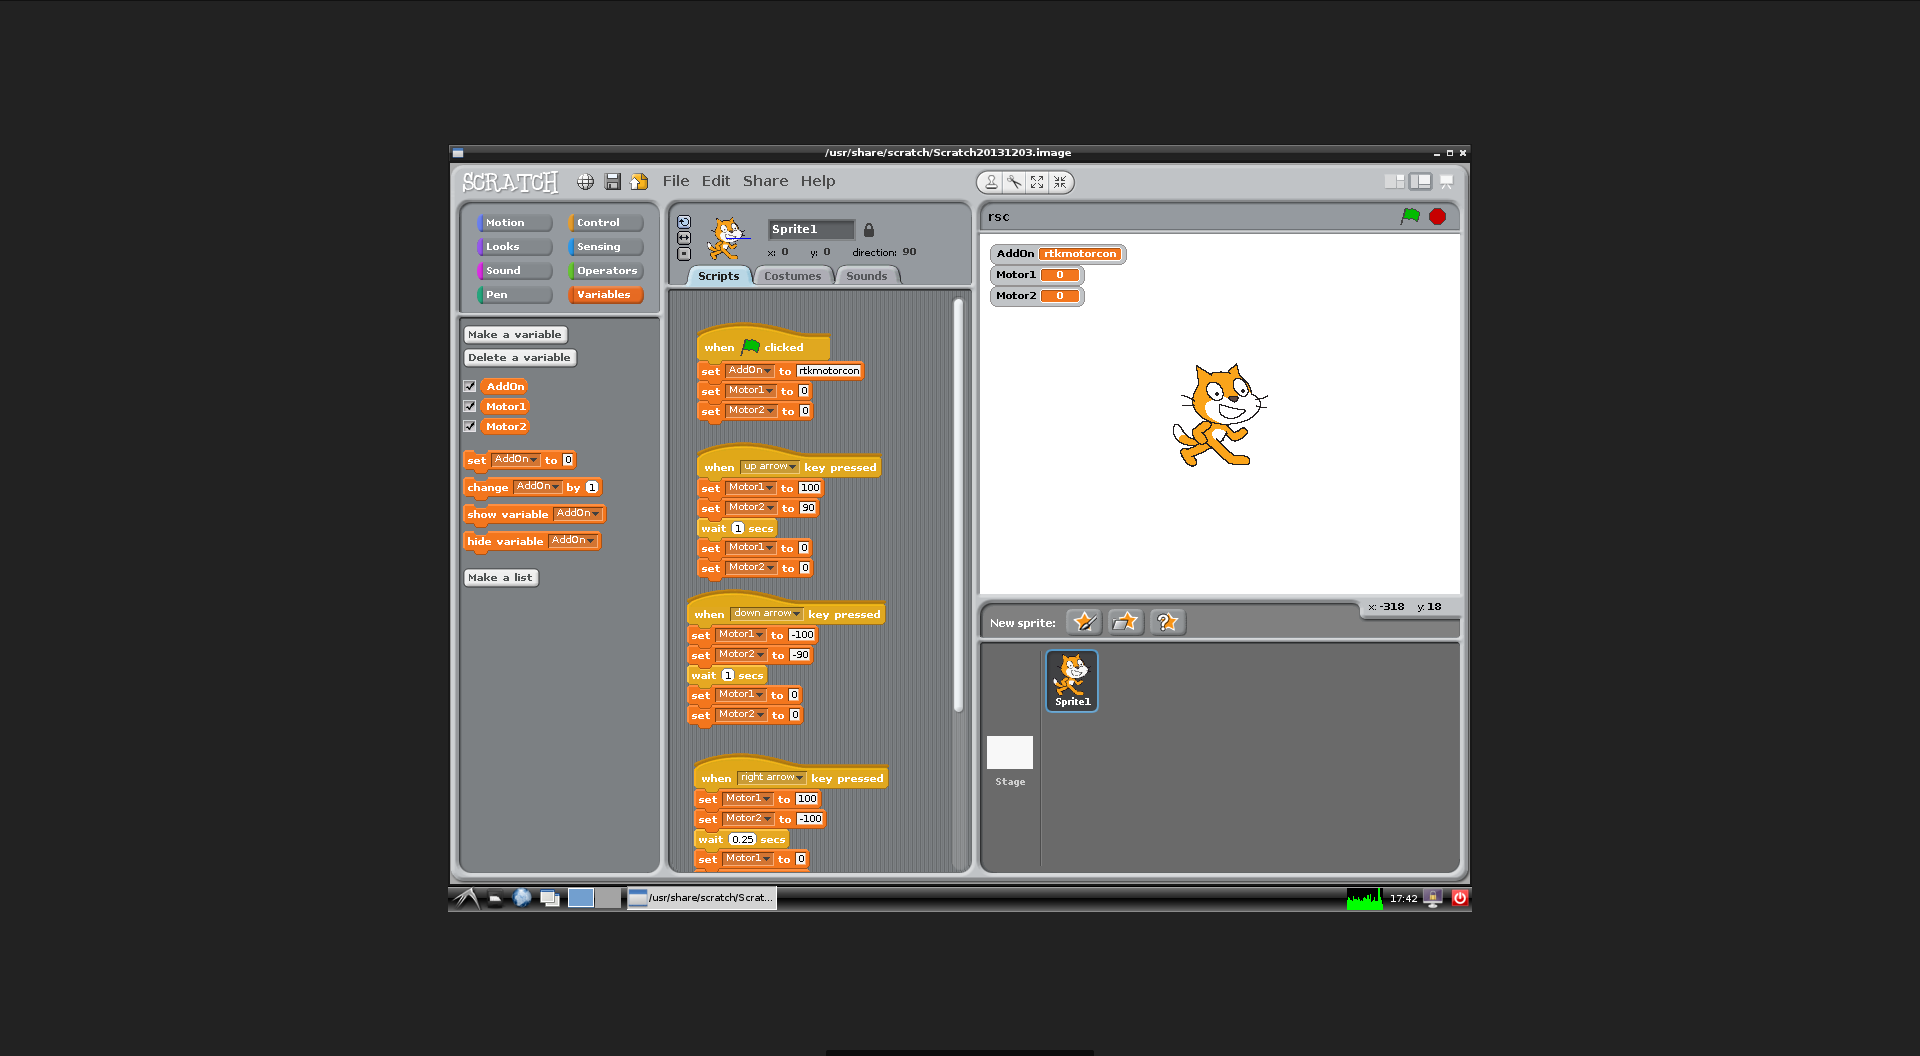 /usr/share/scratch/Scratch20131203.image
SCRATCH
File Edit Share Help
Motion Control
Looks Sensing
Sound Operators
Pen Variables
Make a variable
Delete a variable
AddOn
Motor1
Motor2
set AddOn to 0
change AddOn by 1
show variable AddOn
hide variable AddOn
Make a list
Sprite1
x: 0 y: 0 direction: 90
Scripts Costumes Sounds
when clicked
set AddOn to rtkmotorcon
set Motor1 to 0
set Motor2 to 0
when up arrow key pressed
set Motor1 to 100
set Motor2 to 90
wait 1 secs
set Motor1 to 0
set Motor2 to 0
when down arrow key pressed
set Motor1 to -100
set Motor2 to -90
wait 1 secs
set Motor1 to 0
set Motor2 to 0
when right arrow key pressed
set Motor1 to 100
set Motor2 to -100
wait 0.25 secs
set Motor1 to 0
rsc
AddOn rtkmotorcon
Motor1 0
Motor2 0
x: -318 y: 18
New sprite:
Sprite1
Stage
/usr/share/scratch/Scrat...
17:42